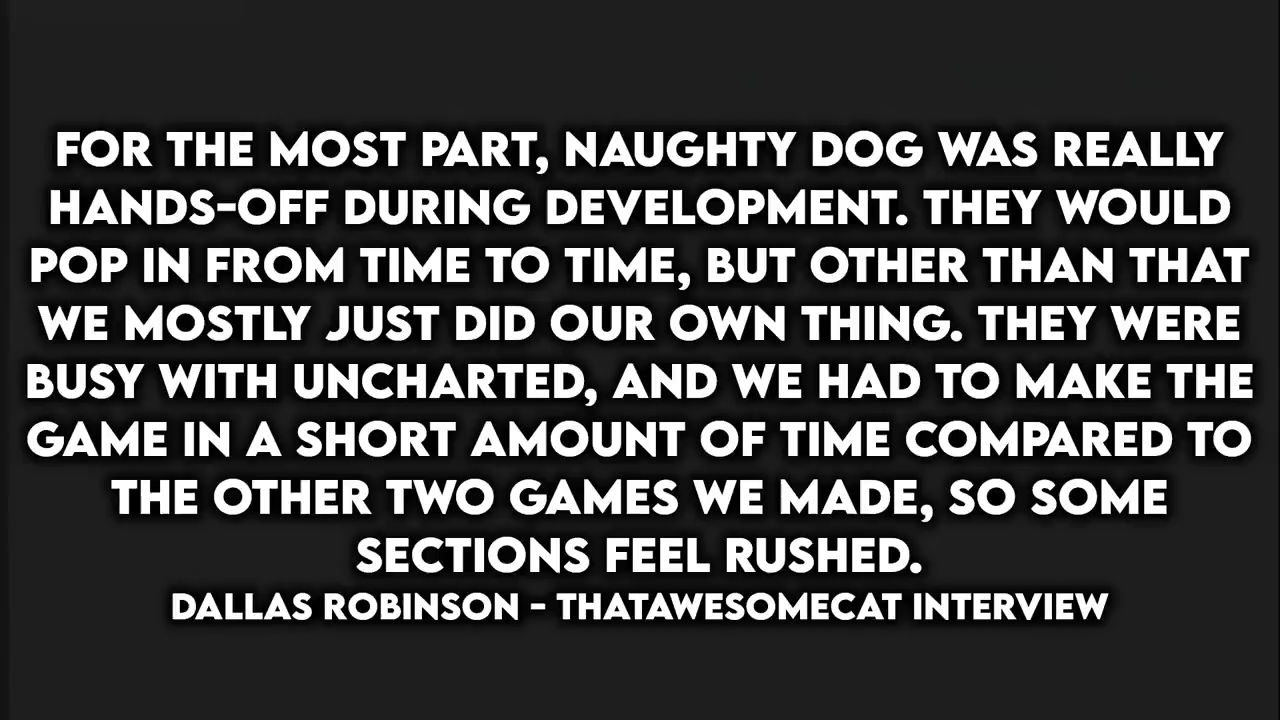 FOR THE MOST PART, NAUGHTY DOG WAS REALLY
HANDS-OFF DURING DEVELOPMENT. THEY WOULD
POP IN FROM TIME TO TIME, BUT OTHER THAN THAT
WE MOSTLY JUST DID OUR OWN THING. THEY WERE
BUSY WITH UNCHARTED, AND WE HAD TO MAKE THE
GAME IN A SHORT AMOUNT OF TIME COMPARED TO
THE OTHER TWO GAMES WE MADE, SO SOME
SECTIONS FEEL RUSHED.
DALLAS ROBINSON - THATAWESOMECAT INTERVIEW